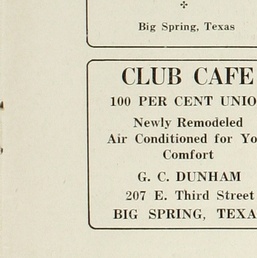 Big Spring, Texas
CLUB CAFE
100 PER CENT UNIO
Newly Remodeled
Air Conditioned for Yo
Comfort
G. C. DUNHAM
207 E. Third Street
BIG SPRING, TEXA